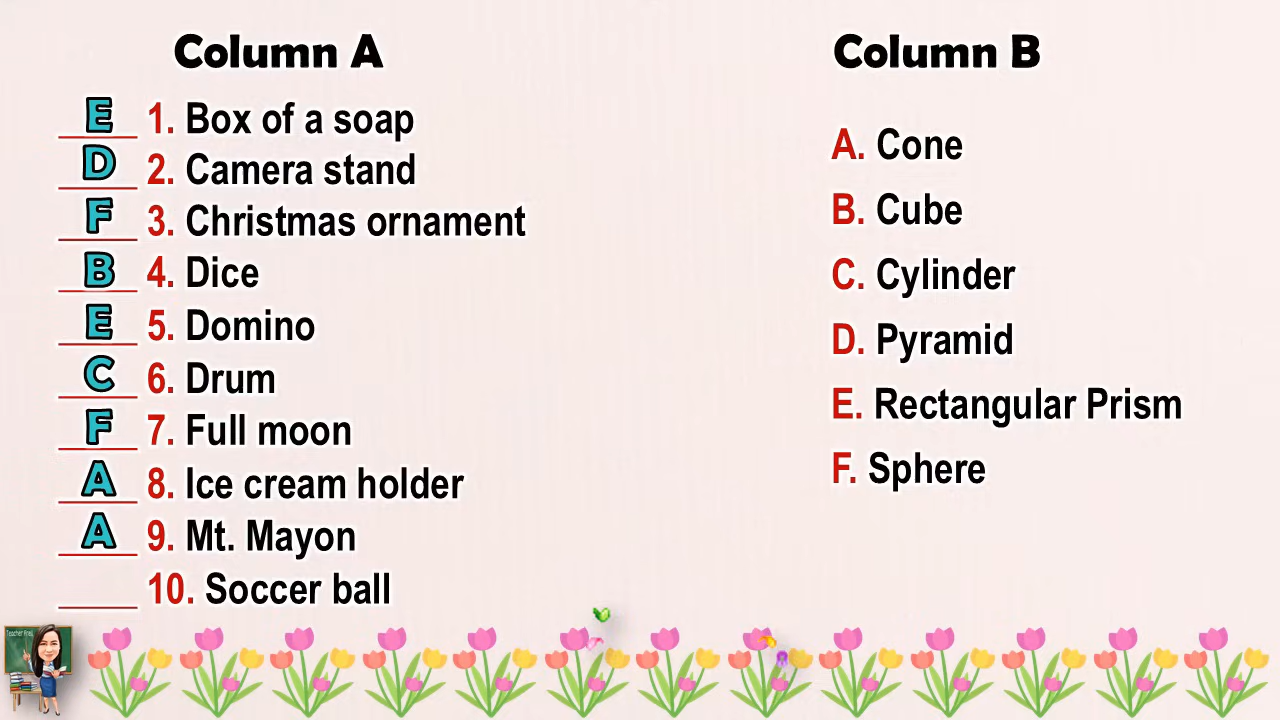 Column A
E 1. Box of a soap
D 2. Camera stand
F 3. Christmas ornament
B 4. Dice
E 5. Domino
C 6. Drum
F 7. Full moon
A 8. Ice cream holder
A 9. Mt. Mayon
10. Soccer ball
Column B
A. Cone
B. Cube
C. Cylinder
D. Pyramid
E. Rectangular Prism
F. Sphere
Teacher